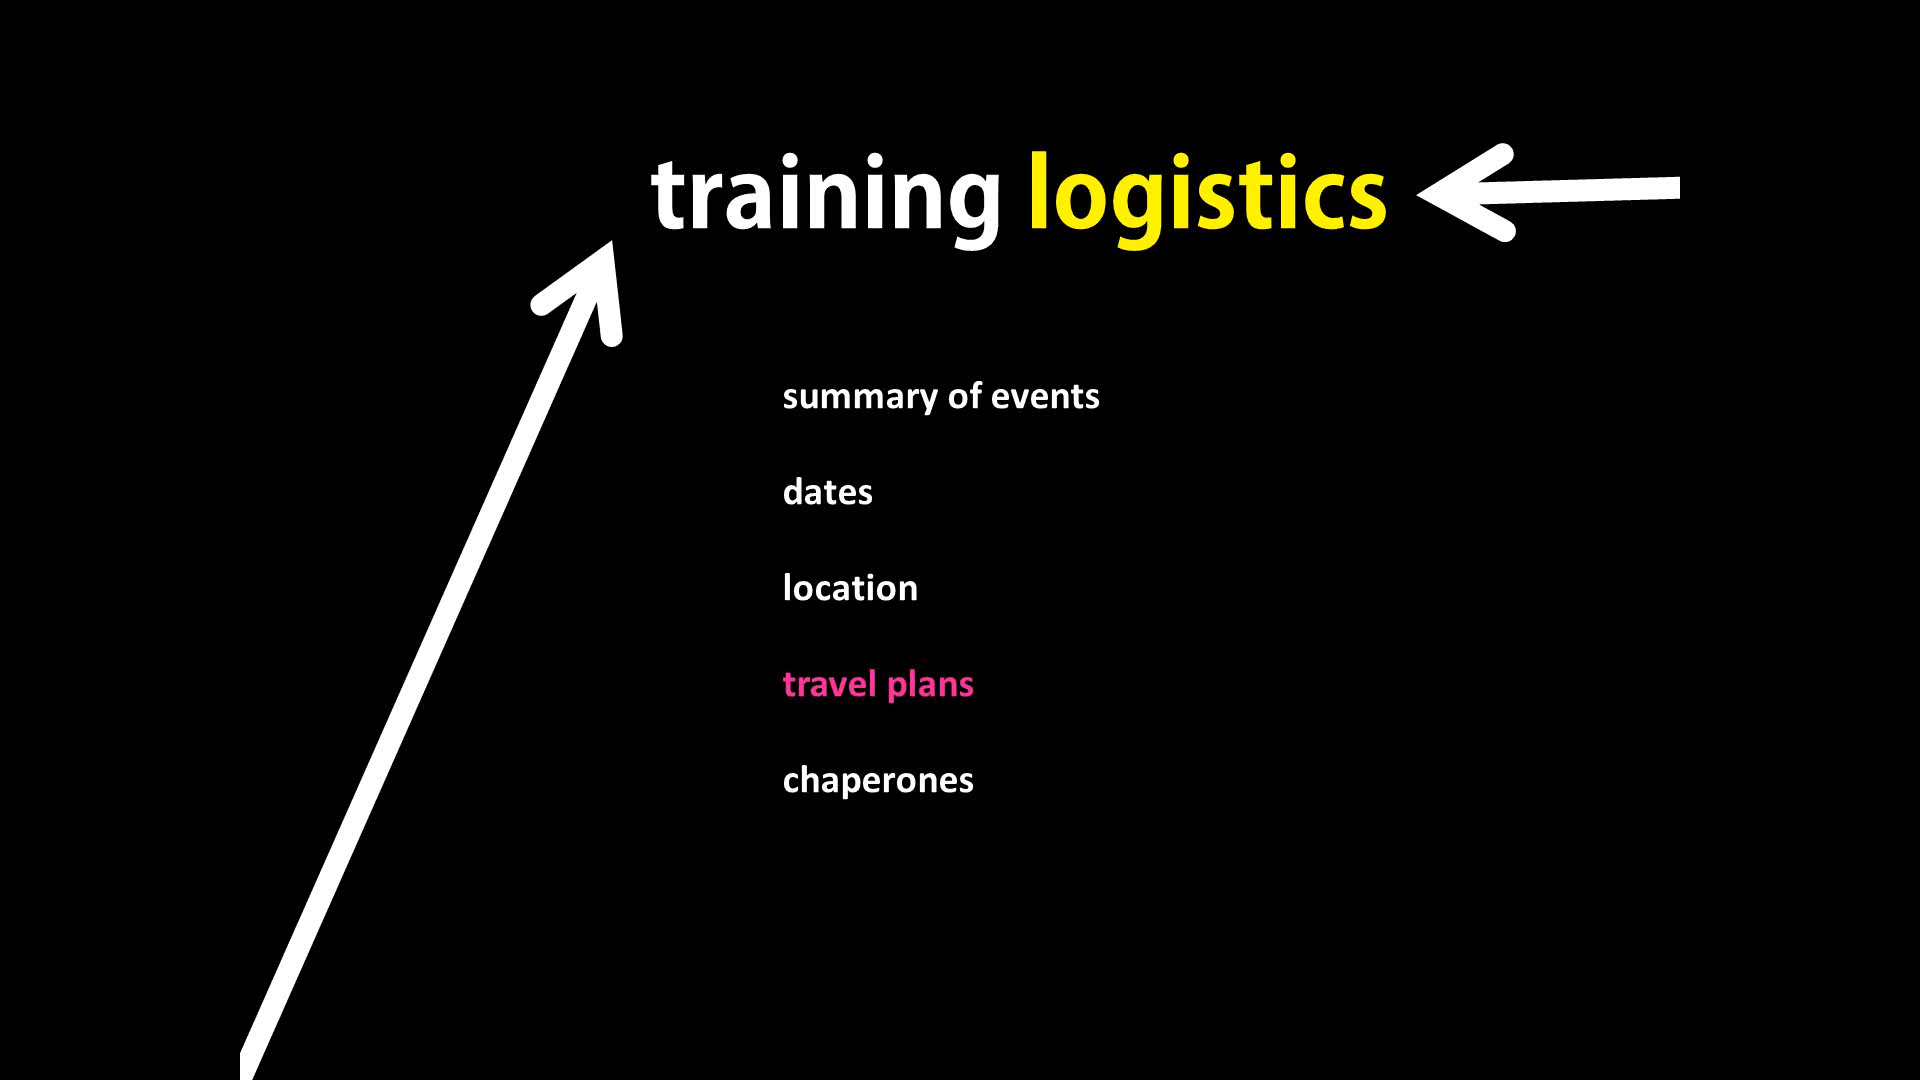 training logistics
summary of events
dates
location
travel plans
chaperones